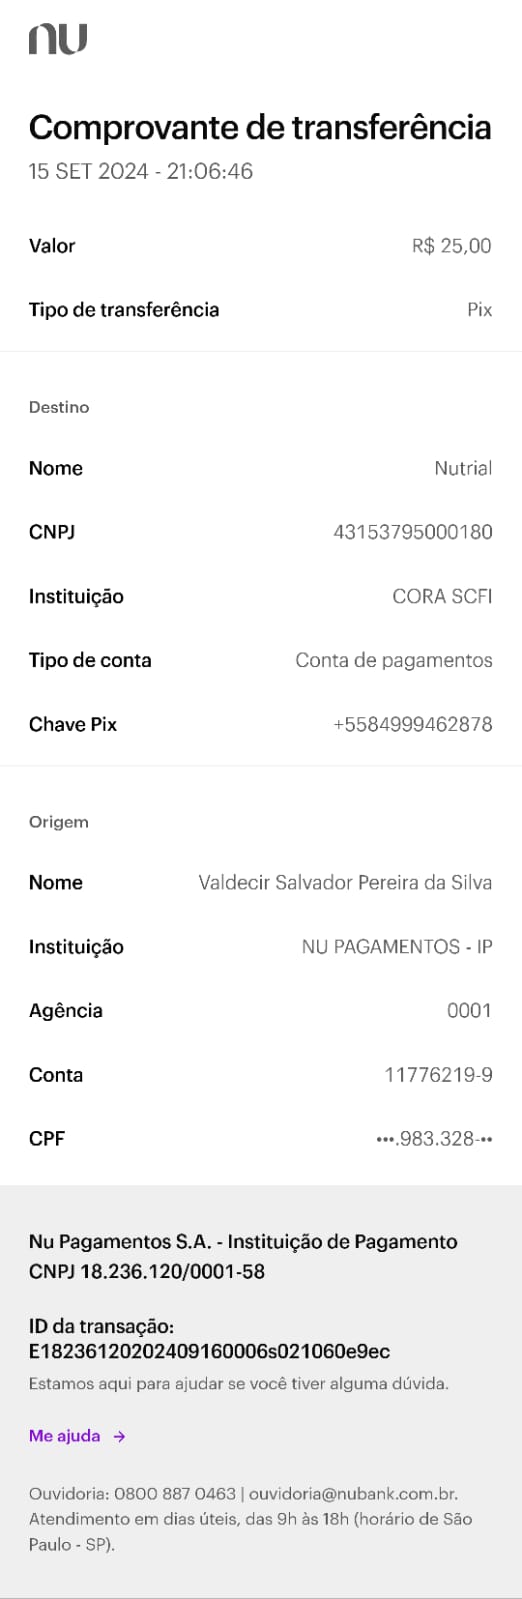 nu
Comprovante de transferência
15 SET 2024 - 21:06:46
Valor R$ 25,00
Tipo de transferência Pix
Destino
Nome Nutrial
CNPJ 43153795000180
Instituição CORA SCFI
Tipo de conta Conta de pagamentos
Chave Pix +5584999462878
Origem
Nome Valdecir Salvador Pereira da Silva
Instituição NU PAGAMENTOS - IP
Agência 0001
Conta 11776219-9
CPF •••.983.328-••
Nu Pagamentos S.A. - Instituição de Pagamento
CNPJ 18.236.120/0001-58
ID da transação:
E18236120202409160006s021060e9ec
Estamos aqui para ajudar se você tiver alguma dúvida.
Me ajuda →
Ouvidoria: 0800 887 0463 | ouvidoria@nubank.com.br.
Atendimento em dias úteis, das 9h às 18h (horário de São
Paulo - SP).